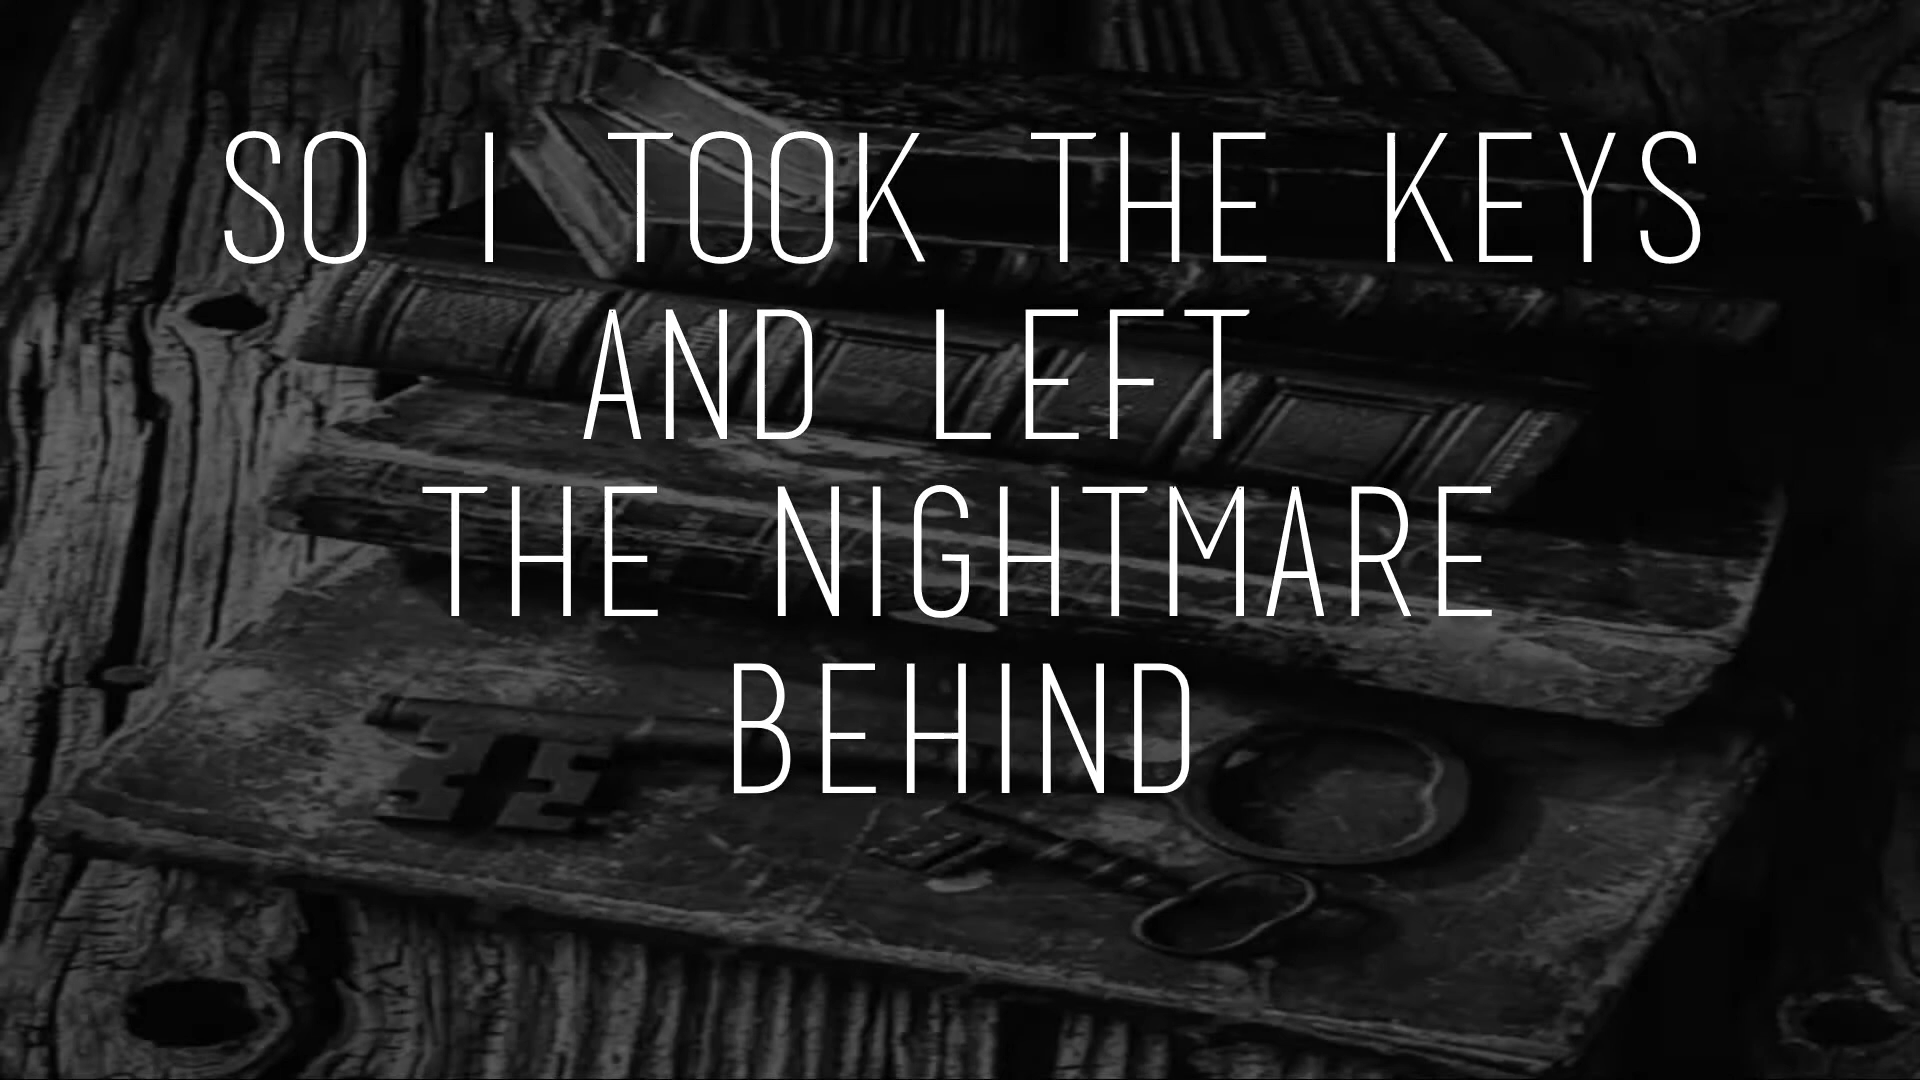 SO I TOOK THE KEYS
AND LEFT
THE NIGHTMARE
BEHIND